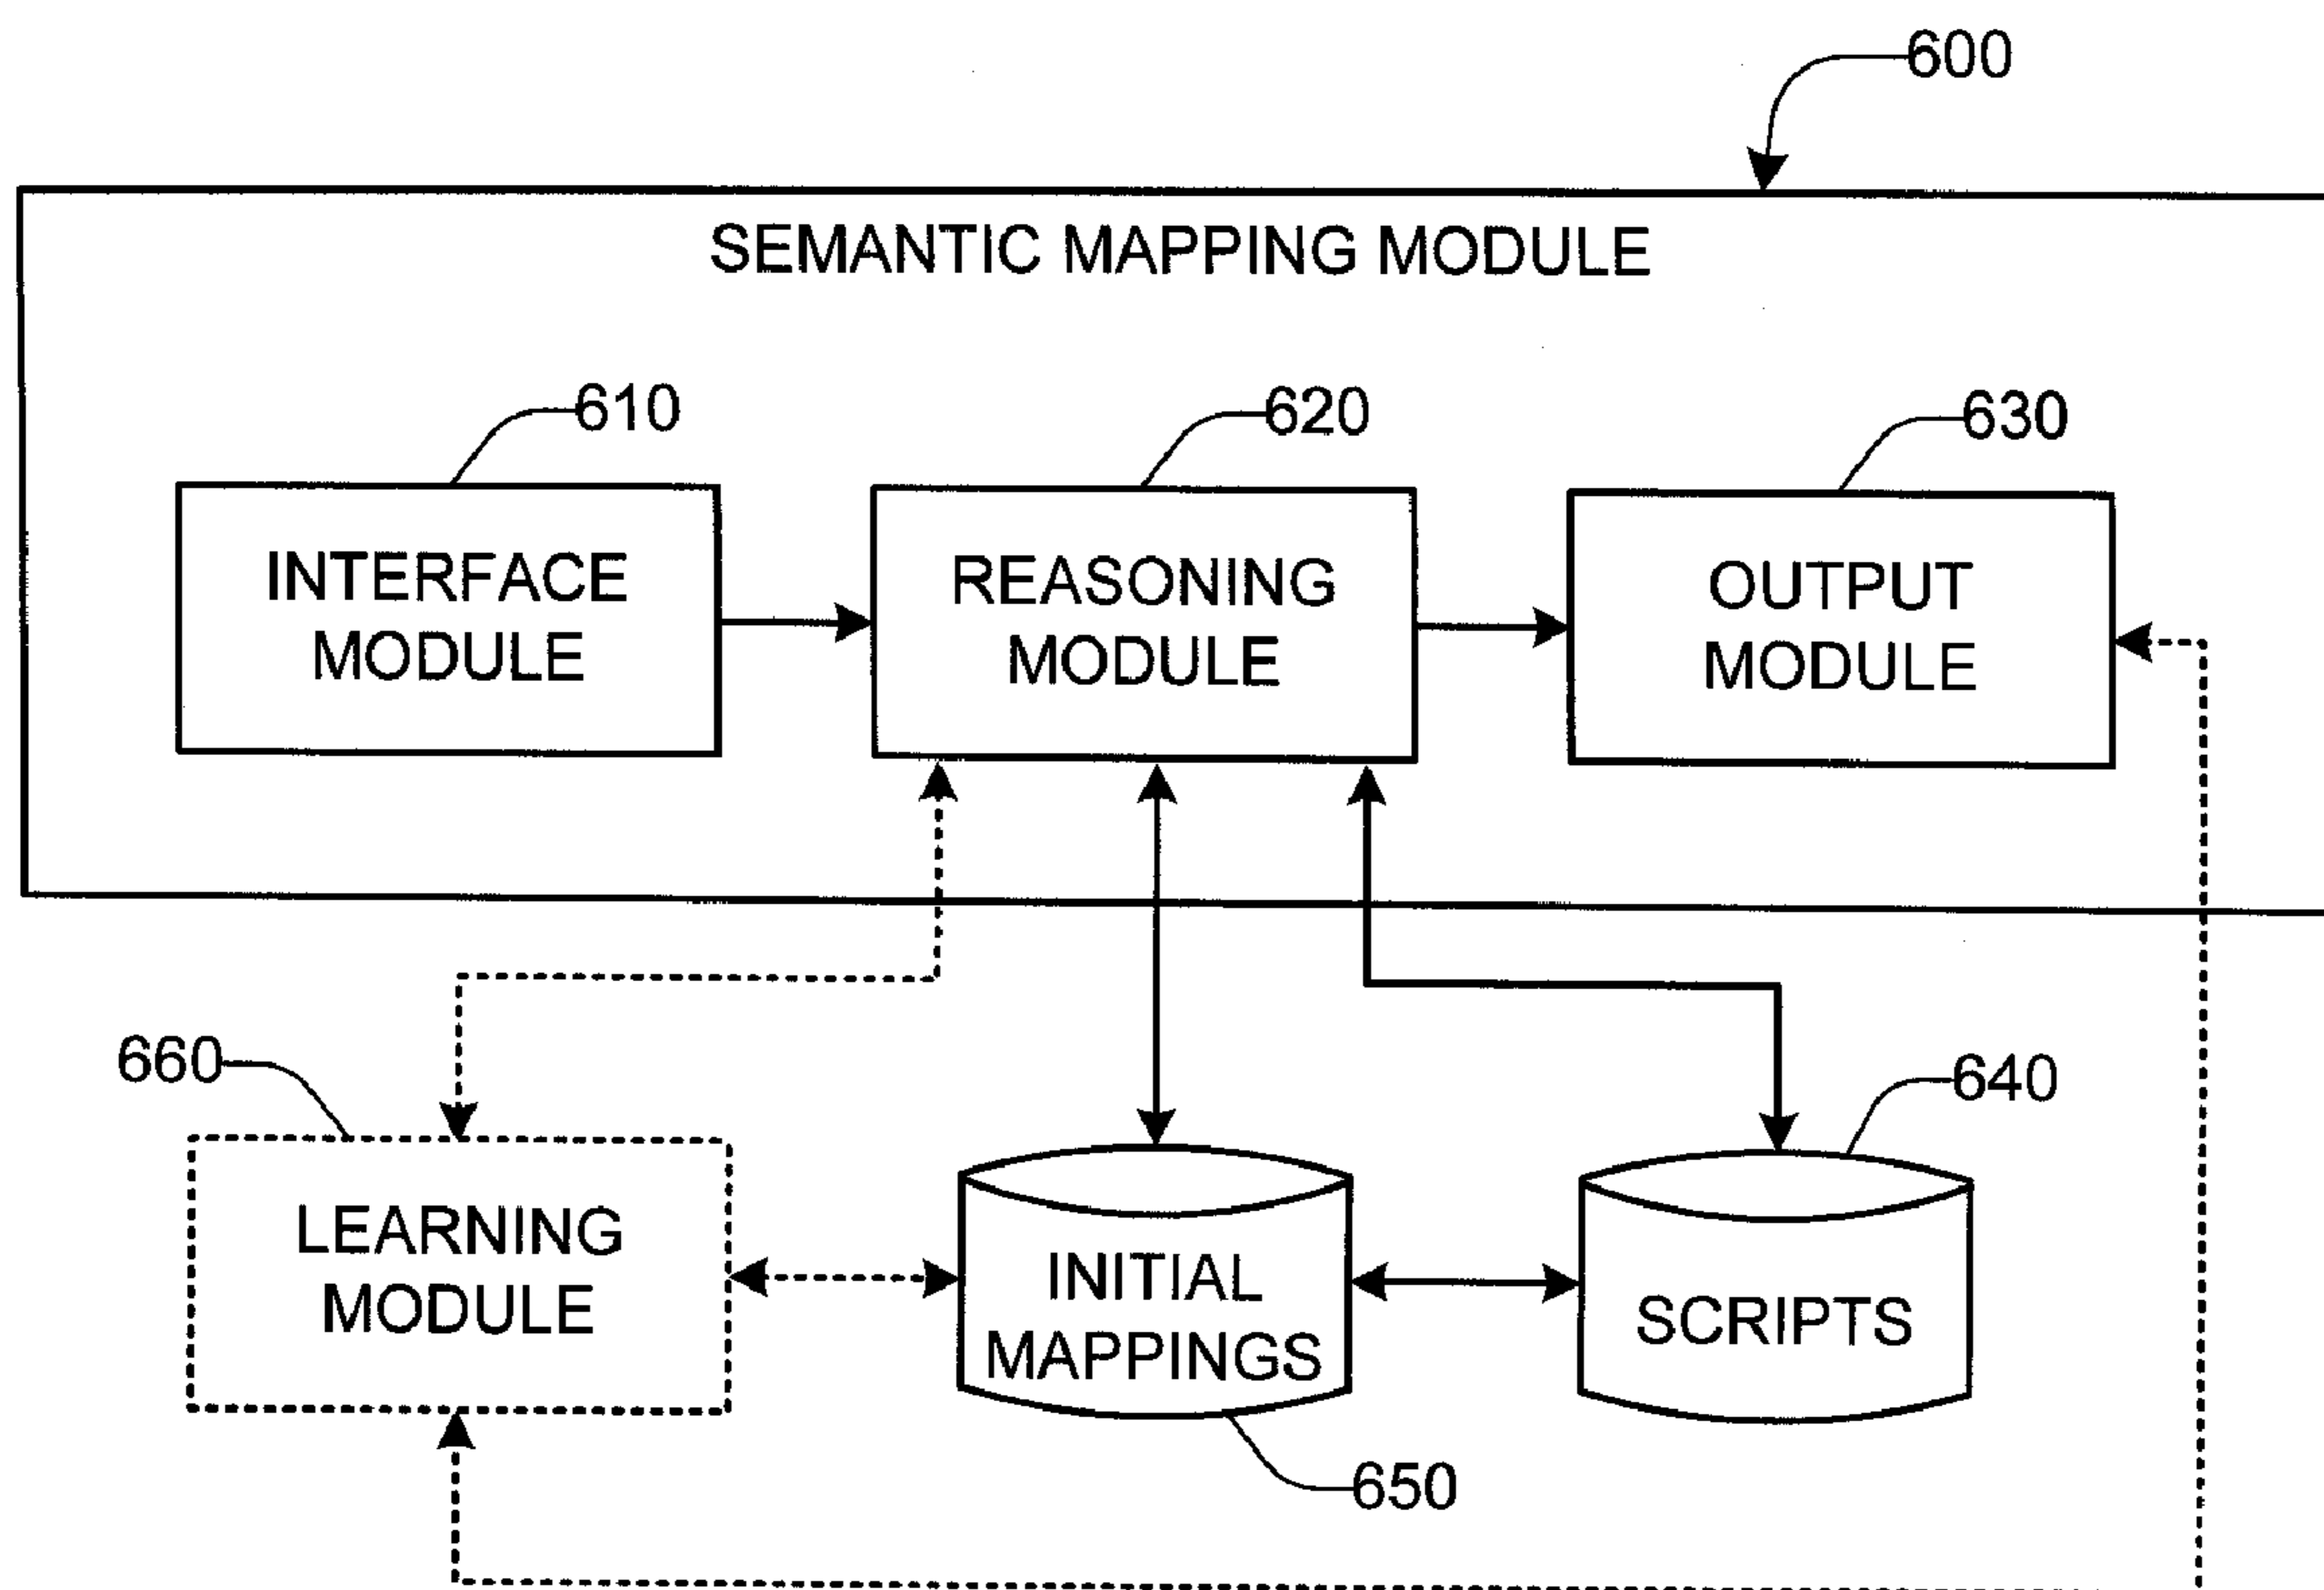 600
SEMANTIC MAPPING MODULE
610
620
630
INTERFACE
MODULE
REASONING
MODULE
OUTPUT
MODULE
660
640
LEARNING
MODULE
INITIAL
MAPPINGS
SCRIPTS
650